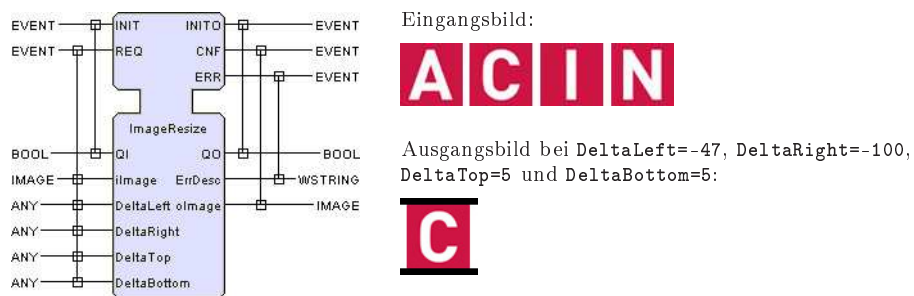 EVENT INIT INITO EVENT
EVENT REQ CNF EVENT
ERR EVENT
ImageResize
BOOL QI QO BOOL
IMAGE iImage ErrDesc WSTRING
ANY DeltaLeft oImage IMAGE
ANY DeltaRight
ANY DeltaTop
ANY DeltaBottom
Eingangsbild:
ACIN
Ausgangsbild bei DeltaLeft=-47, DeltaRight=-100,
DeltaTop=5 und DeltaBottom=5:
C